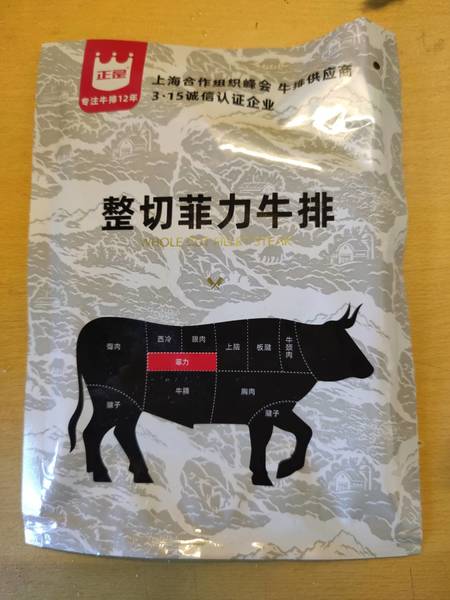 正是
专注牛排12年
上海合作组织峰会 牛排供应商
3·15诚信认证企业
整切菲力牛排
WHOLE CUT FILLET STEAK
臀肉
西冷
眼肉
上脑
板腱
牛颈肉
菲力
牛腩
胸肉
腱子
腱子